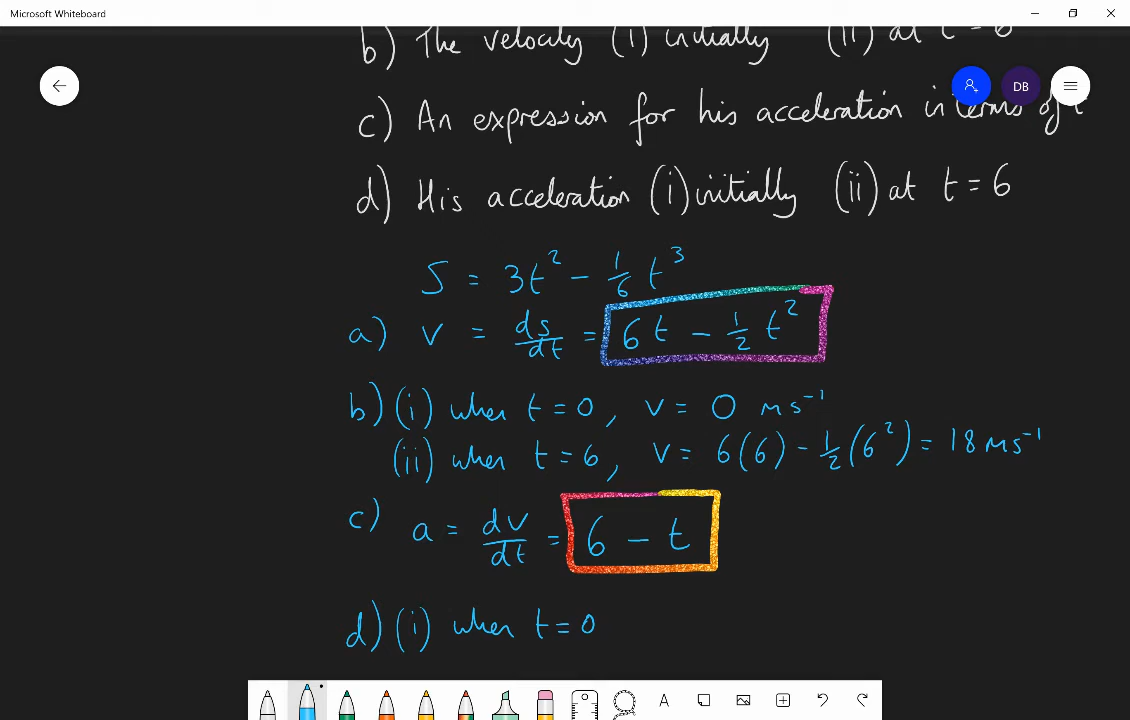 Microsoft Whiteboard
b) The velocity (i) initially (ii) at t = 6
DB
c) An expression for his acceleration in terms of t
d) His acceleration (i) initially (ii) at t = 6
S = 3t² - 1/6 t³
a) v = ds/dt = 6t - 1/2 t²
b) (i) when t = 0, v = 0 ms⁻¹
(ii) when t = 6, v = 6(6) - 1/2(6²) = 18 ms⁻¹
c) a = dv/dt = 6 - t
d) (i) when t = 0
A